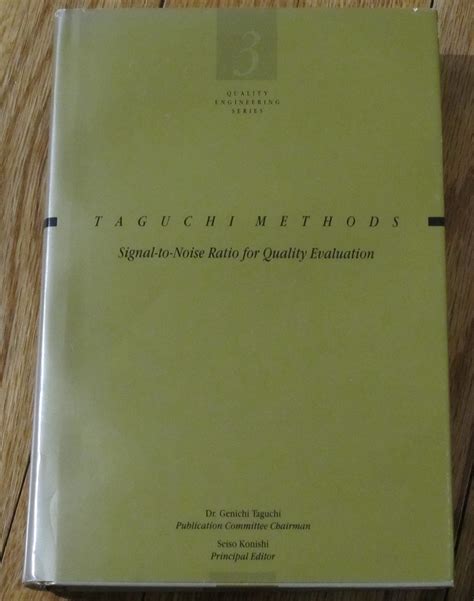 3
QUALITY
ENGINEERING
SERIES
TAGUCHI METHODS
Signal-to-Noise Ratio for Quality Evaluation
Dr. Genichi Taguchi
Publication Committee Chairman
Seiso Konishi
Principal Editor